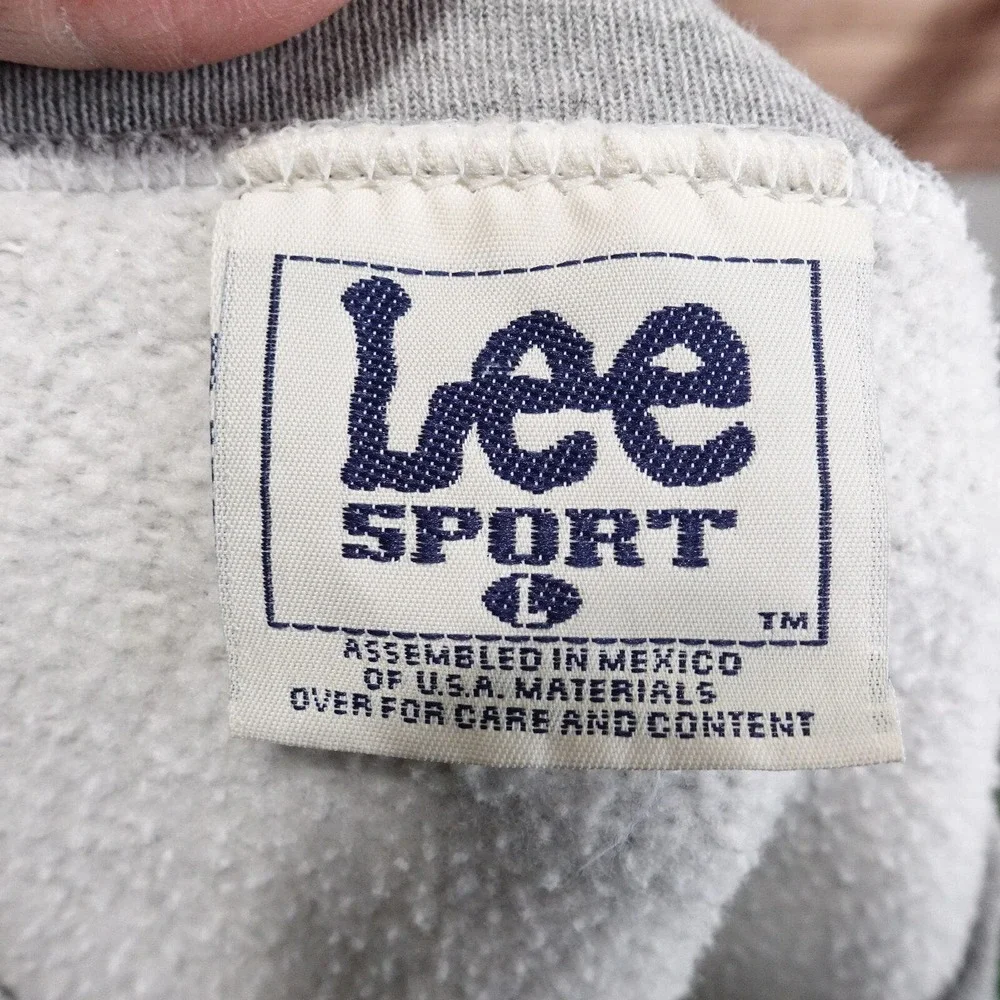 Lee
SPORT
L
TM
ASSEMBLED IN MEXICO
OF U.S.A. MATERIALS
OVER FOR CARE AND CONTENT